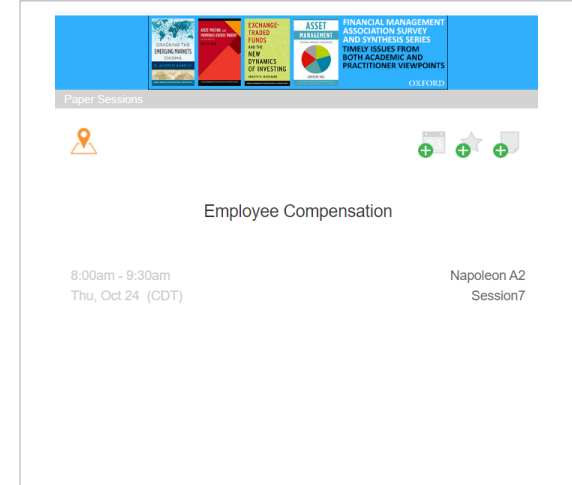 CRACKING THE
EMERGING MARKETS
ENIGMA
EXCHANGE-
TRADED
FUNDS
AND THE
NEW
DYNAMICS
OF INVESTING
ASSET
MANAGEMENT
FINANCIAL MANAGEMENT
ASSOCIATION SURVEY
AND SYNTHESIS SERIES
TIMELY ISSUES FROM
BOTH ACADEMIC AND
PRACTITIONER VIEWPOINTS
OXFORD
Paper Sessions
Employee Compensation
8:00am - 9:30am
Napoleon A2
Thu, Oct 24 (CDT)
Session7